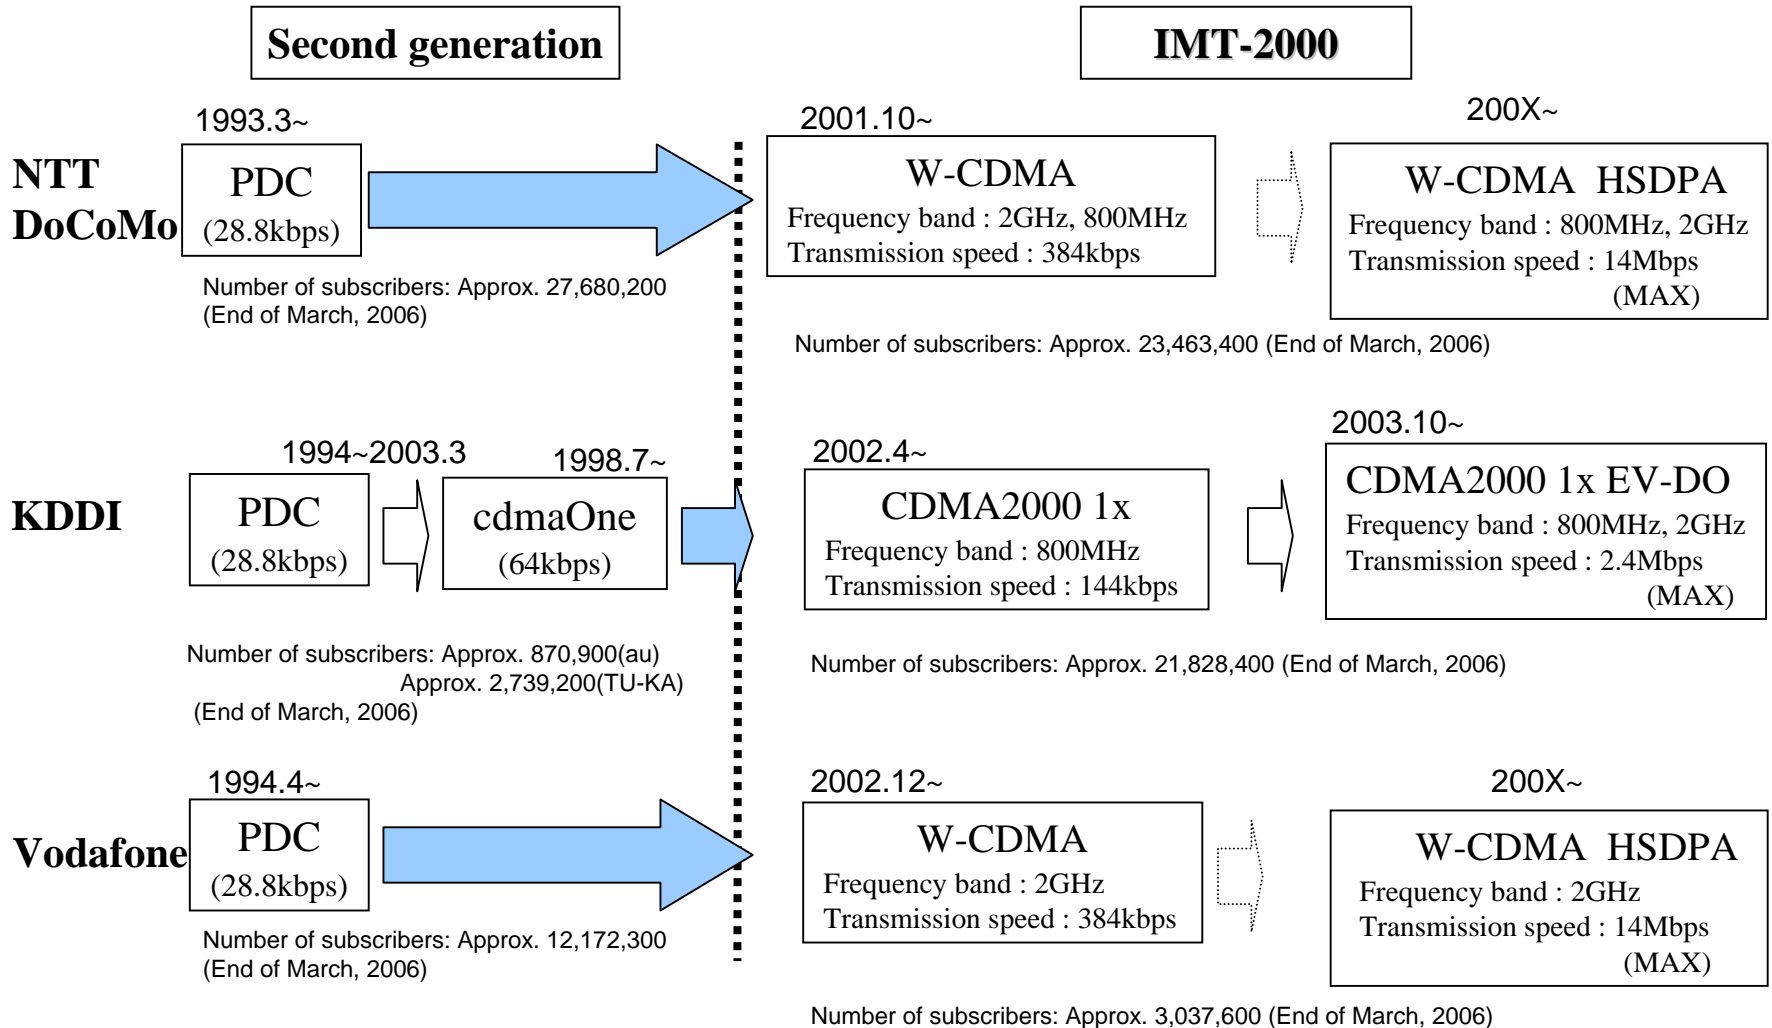 Second generation
IMT-2000
NTT
DoCoMo
1993.3~
PDC
(28.8kbps)
Number of subscribers: Approx. 27,680,200
(End of March, 2006)
2001.10~
W-CDMA
Frequency band : 2GHz, 800MHz
Transmission speed : 384kbps
200X~
W-CDMA HSDPA
Frequency band : 800MHz, 2GHz
Transmission speed : 14Mbps
(MAX)
Number of subscribers: Approx. 23,463,400 (End of March, 2006)
KDDI
1994~2003.3
PDC
(28.8kbps)
1998.7~
cdmaOne
(64kbps)
Number of subscribers: Approx. 870,900(au)
Approx. 2,739,200(TU-KA)
(End of March, 2006)
2002.4~
CDMA2000 1x
Frequency band : 800MHz
Transmission speed : 144kbps
2003.10~
CDMA2000 1x EV-DO
Frequency band : 800MHz, 2GHz
Transmission speed : 2.4Mbps
(MAX)
Number of subscribers: Approx. 21,828,400 (End of March, 2006)
Vodafone
1994.4~
PDC
(28.8kbps)
Number of subscribers: Approx. 12,172,300
(End of March, 2006)
2002.12~
W-CDMA
Frequency band : 2GHz
Transmission speed : 384kbps
200X~
W-CDMA HSDPA
Frequency band : 2GHz
Transmission speed : 14Mbps
(MAX)
Number of subscribers: Approx. 3,037,600 (End of March, 2006)